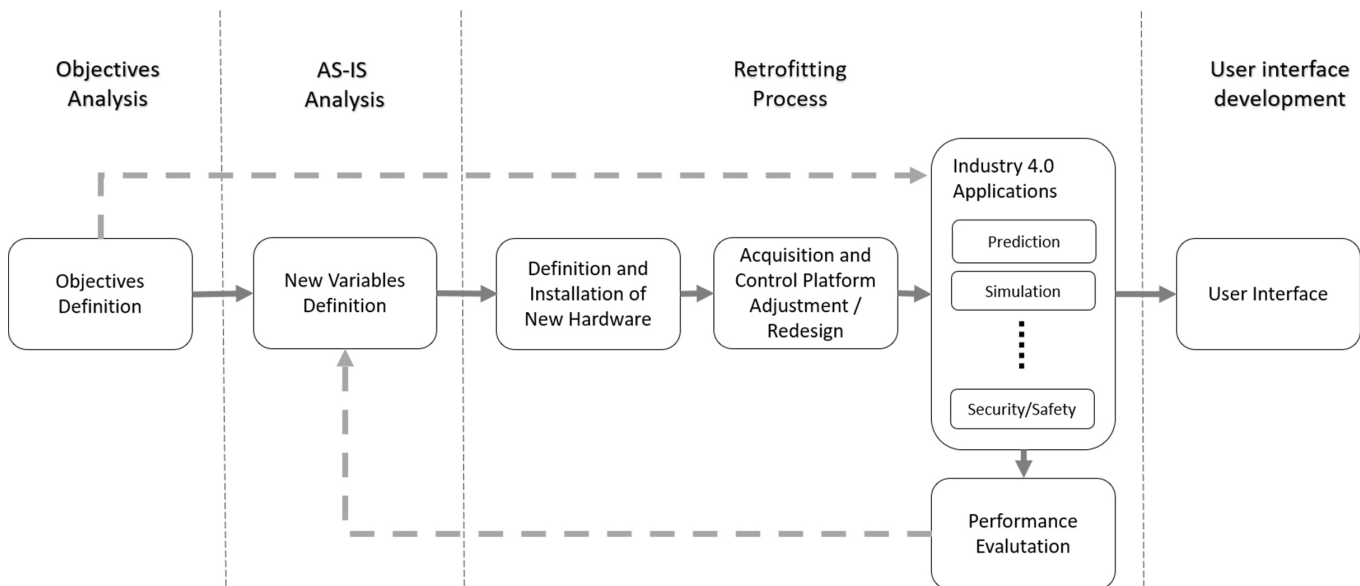 Objectives
Analysis
AS-IS
Analysis
Retrofitting
Process
User interface
development
Objectives
Definition
New Variables
Definition
Definition and
Installation of
New Hardware
Acquisition and
Control Platform
Adjustment /
Redesign
Industry 4.0
Applications
Prediction
Simulation
Security/Safety
User Interface
Performance
Evalutation